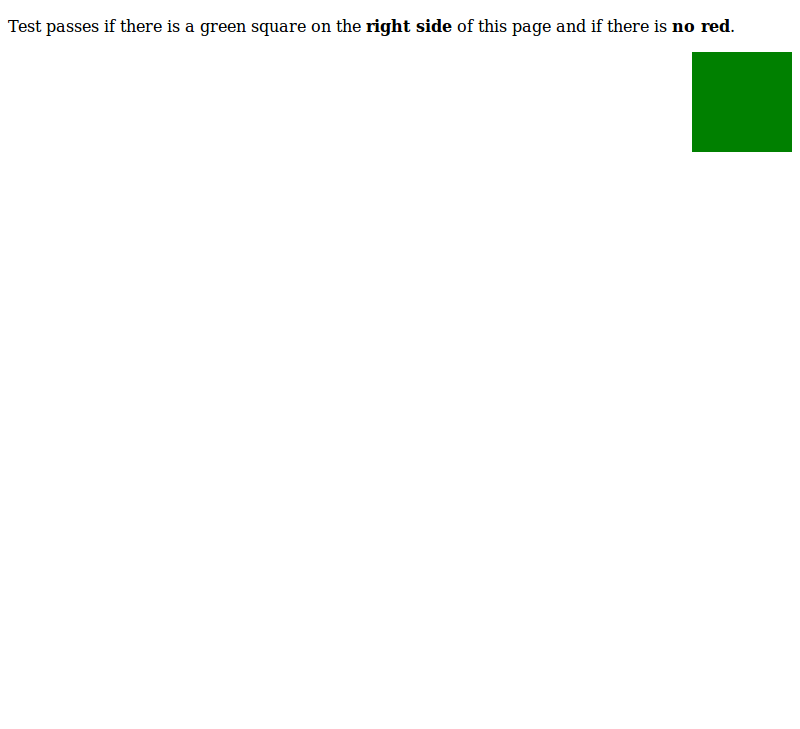 Test passes if there is a green square on the right side of this page and if there is no red.